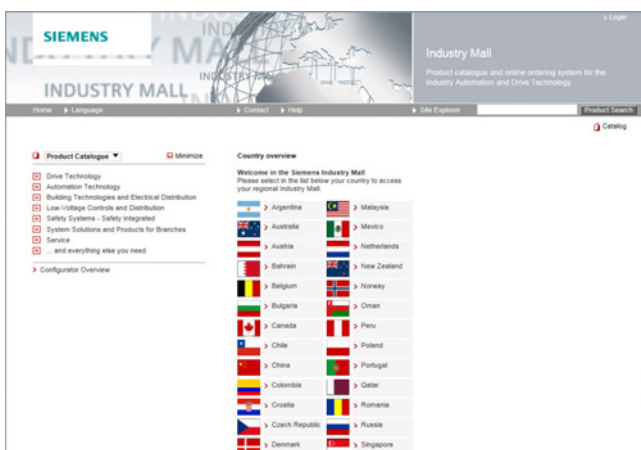 > Login
SIEMENS
INDUSTRY MALL
Industry Mall
Product catalogue and online ordering system for the
Industry Automation and Drive Technology.
Home > Language > Contact > Help > Site Explorer Product Search
Catalog
Product Catalogue ▼ Minimize
Drive Technology
Automation Technology
Building Technologies and Electrical Distribution
Low-Voltage Controls and Distribution
Safety Systems - Safety Integrated
System Solutions and Products for Branches
Service
... and everything else you need
> Configurator Overview
Country overview
Welcome in the Siemens Industry Mall
Please select in the list below your country to access
your regional Industry Mall.
> Argentina > Malaysia
> Australia > Mexico
> Austria > Netherlands
> Bahrain > New Zealand
> Belgium > Norway
> Bulgaria > Oman
> Canada > Peru
> Chile > Poland
> China > Portugal
> Colombia > Qatar
> Croatia > Romania
> Czech Republic > Russia
> Denmark > Singapore